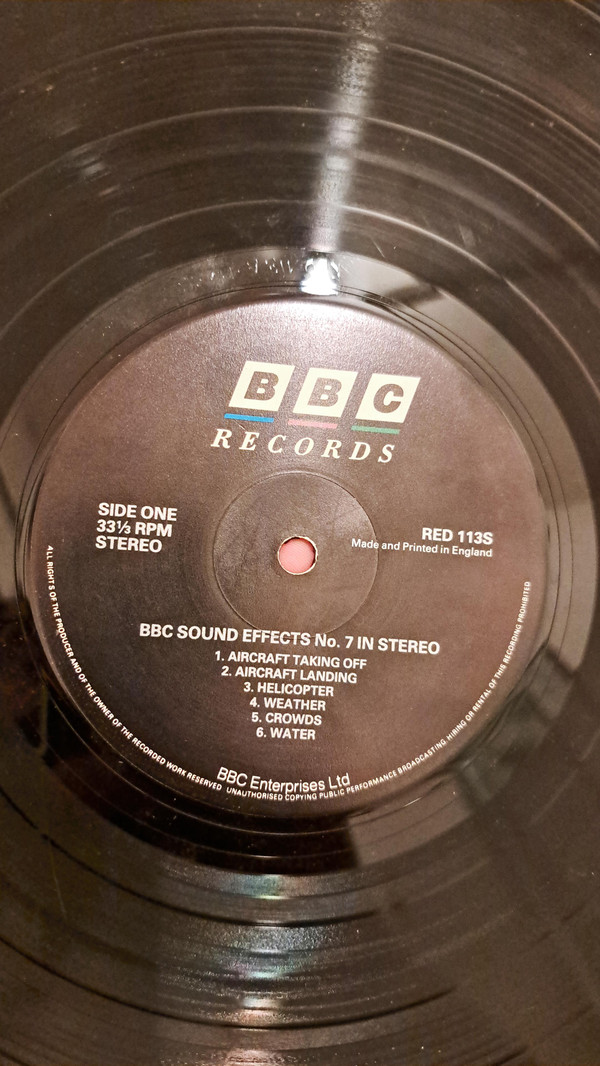 BBC
RECORDS
SIDE ONE
33⅓ RPM
STEREO
RED 113S
Made and Printed in England
BBC SOUND EFFECTS No. 7 IN STEREO
1. AIRCRAFT TAKING OFF
2. AIRCRAFT LANDING
3. HELICOPTER
4. WEATHER
5. CROWDS
6. WATER
BBC Enterprises Ltd
ALL RIGHTS OF THE PRODUCER AND OF THE OWNER OF THE RECORDED WORK RESERVED UNAUTHORISED COPYING PUBLIC PERFORMANCE BROADCASTING, HIRING OR RENTAL OF THIS RECORDING PROHIBITED